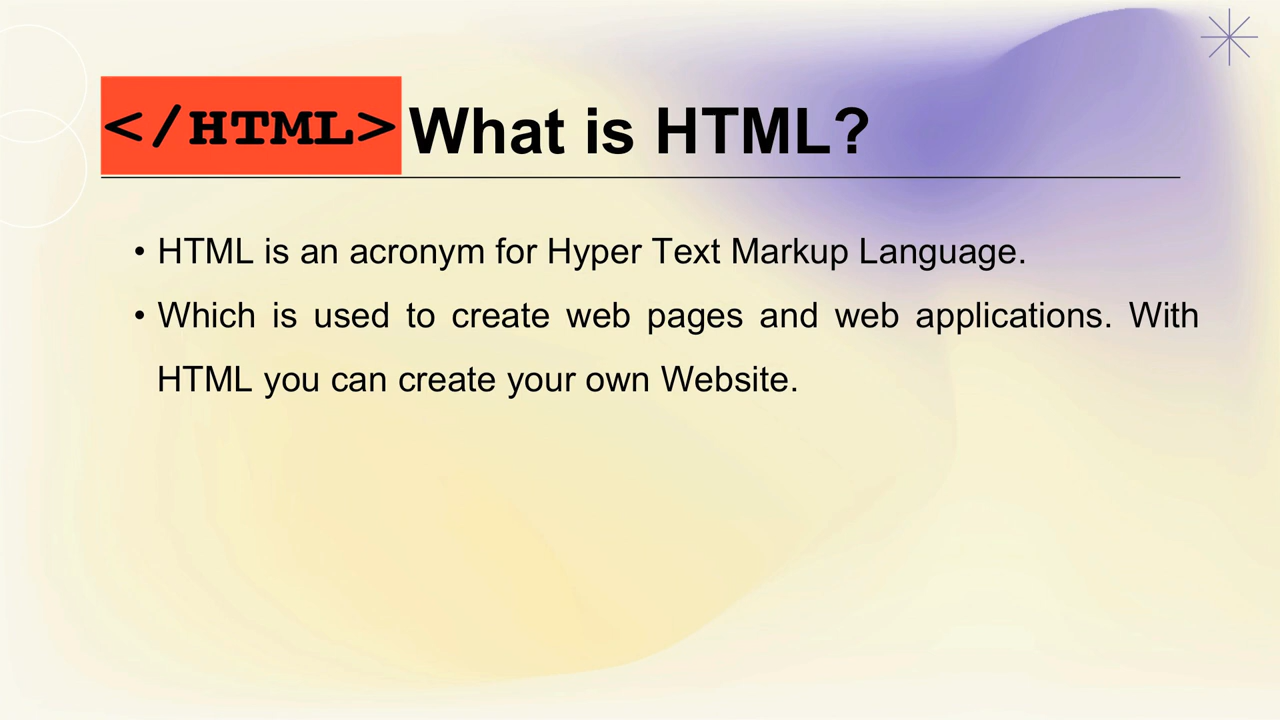 </HTML> What is HTML?
• HTML is an acronym for Hyper Text Markup Language.
• Which is used to create web pages and web applications. With
HTML you can create your own Website.